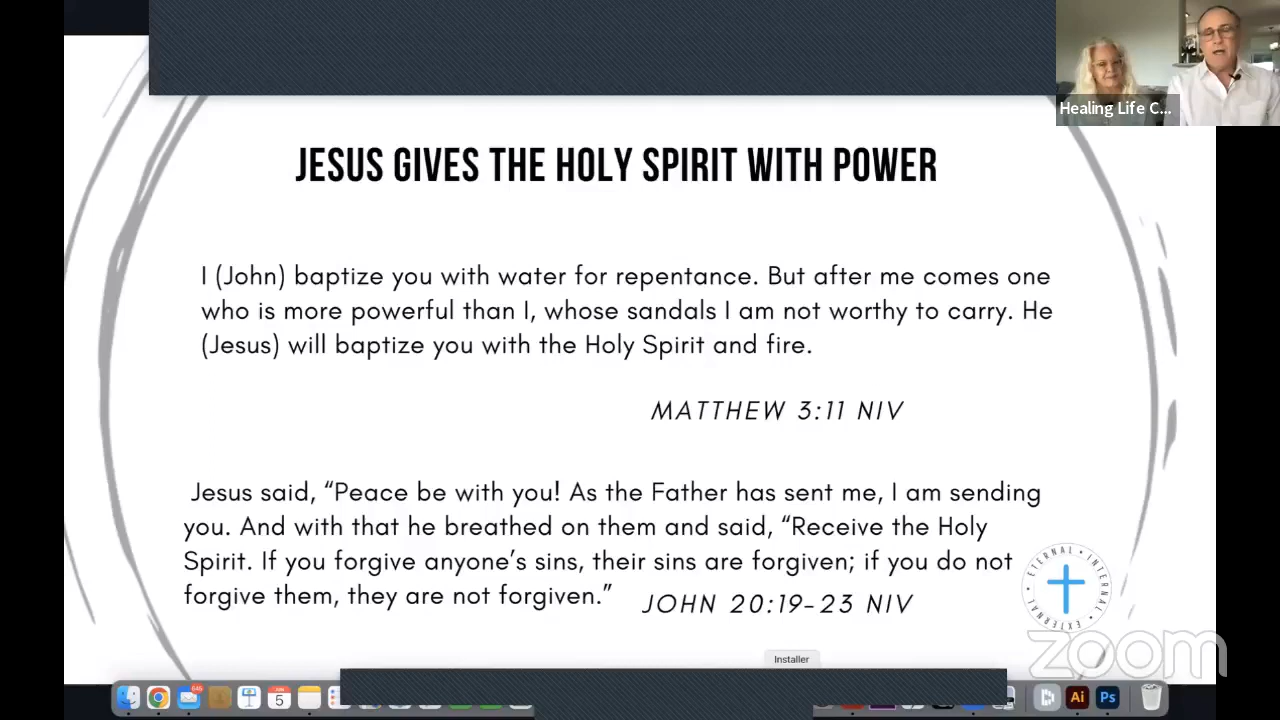 Healing Life C...
JESUS GIVES THE HOLY SPIRIT WITH POWER
I (John) baptize you with water for repentance. But after me comes one
who is more powerful than I, whose sandals I am not worthy to carry. He
(Jesus) will baptize you with the Holy Spirit and fire.
MATTHEW 3:11 NIV
Jesus said, “Peace be with you! As the Father has sent me, I am sending
you. And with that he breathed on them and said, “Receive the Holy
Spirit. If you forgive anyone’s sins, their sins are forgiven; if you do not
forgive them, they are not forgiven.”
JOHN 20:19-23 NIV
ETERNAL • INTERNAL • EXTERNAL •
zoom
Installer
5
Ai
Ps